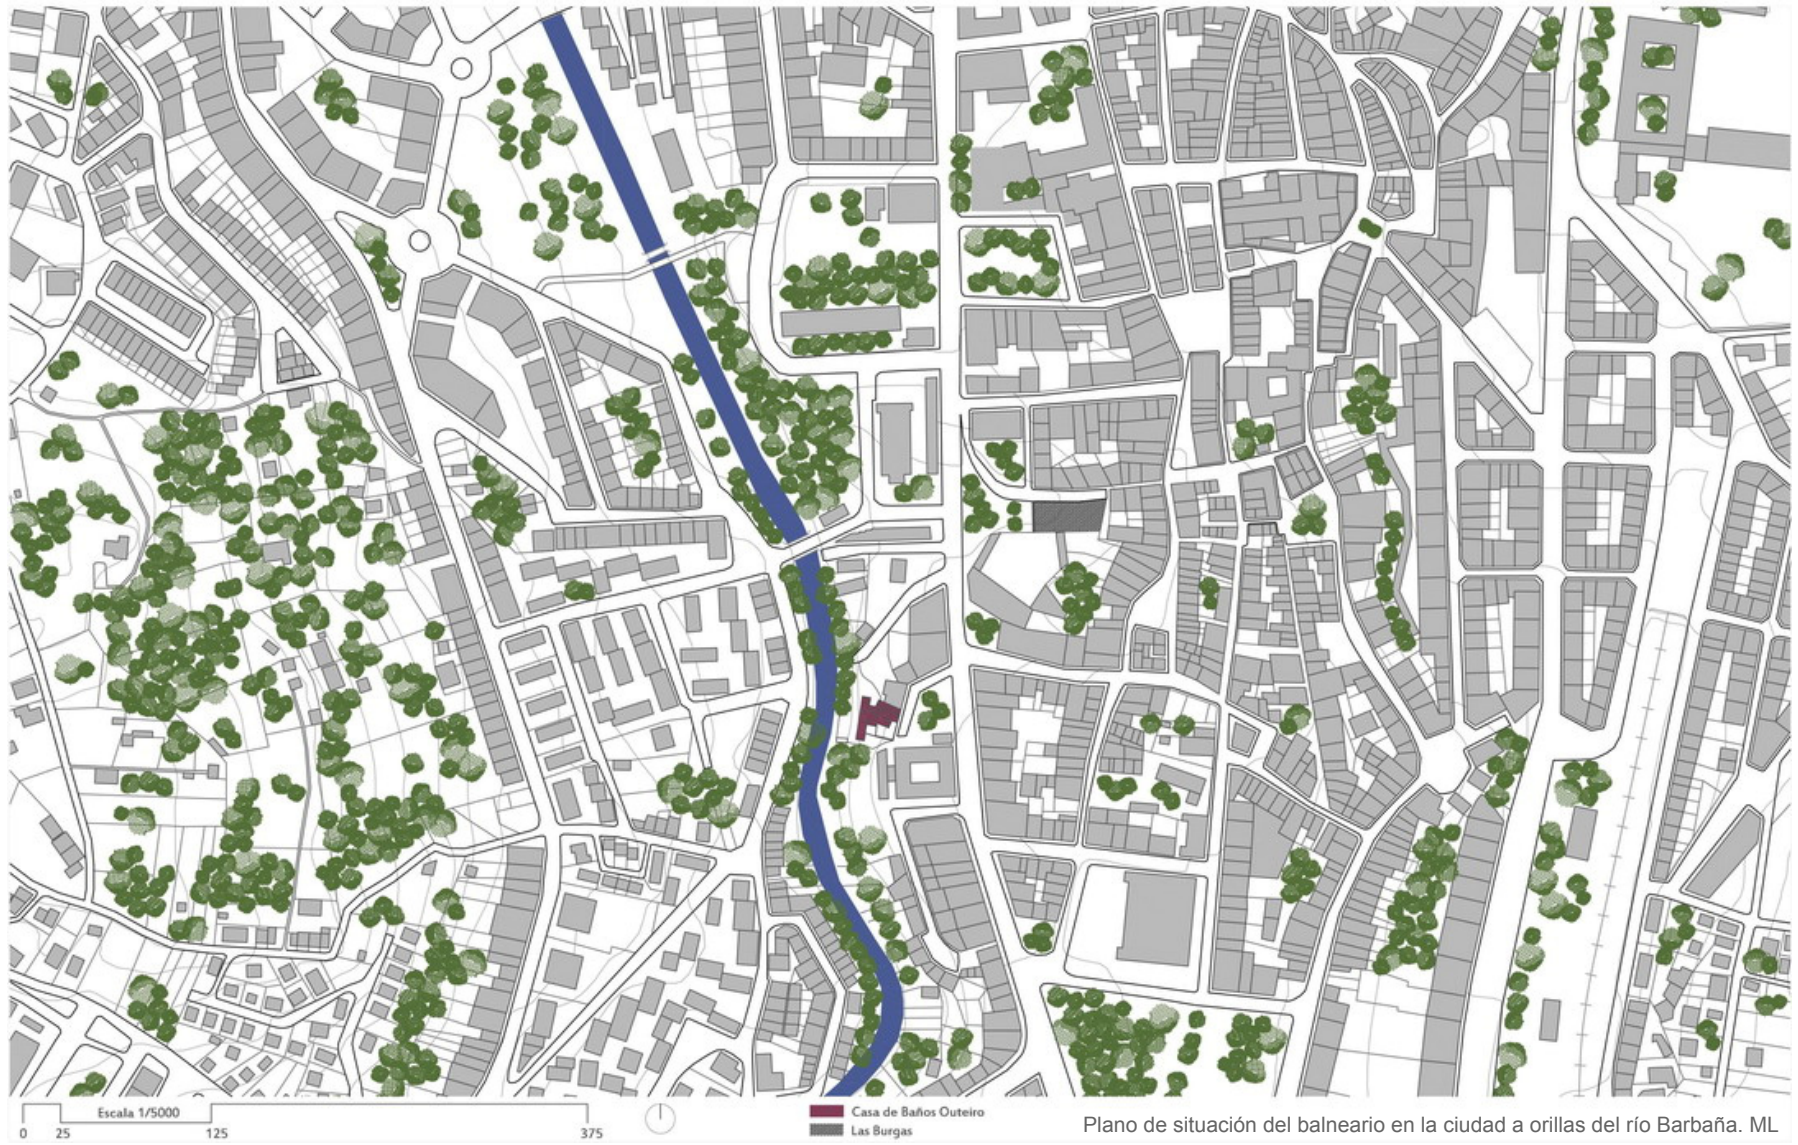 Escala 1/5000
0 25 125 375
Casa de Baños Outeiro
Las Burgas
Plano de situación del balneario en la ciudad a orillas del río Barbaña. ML